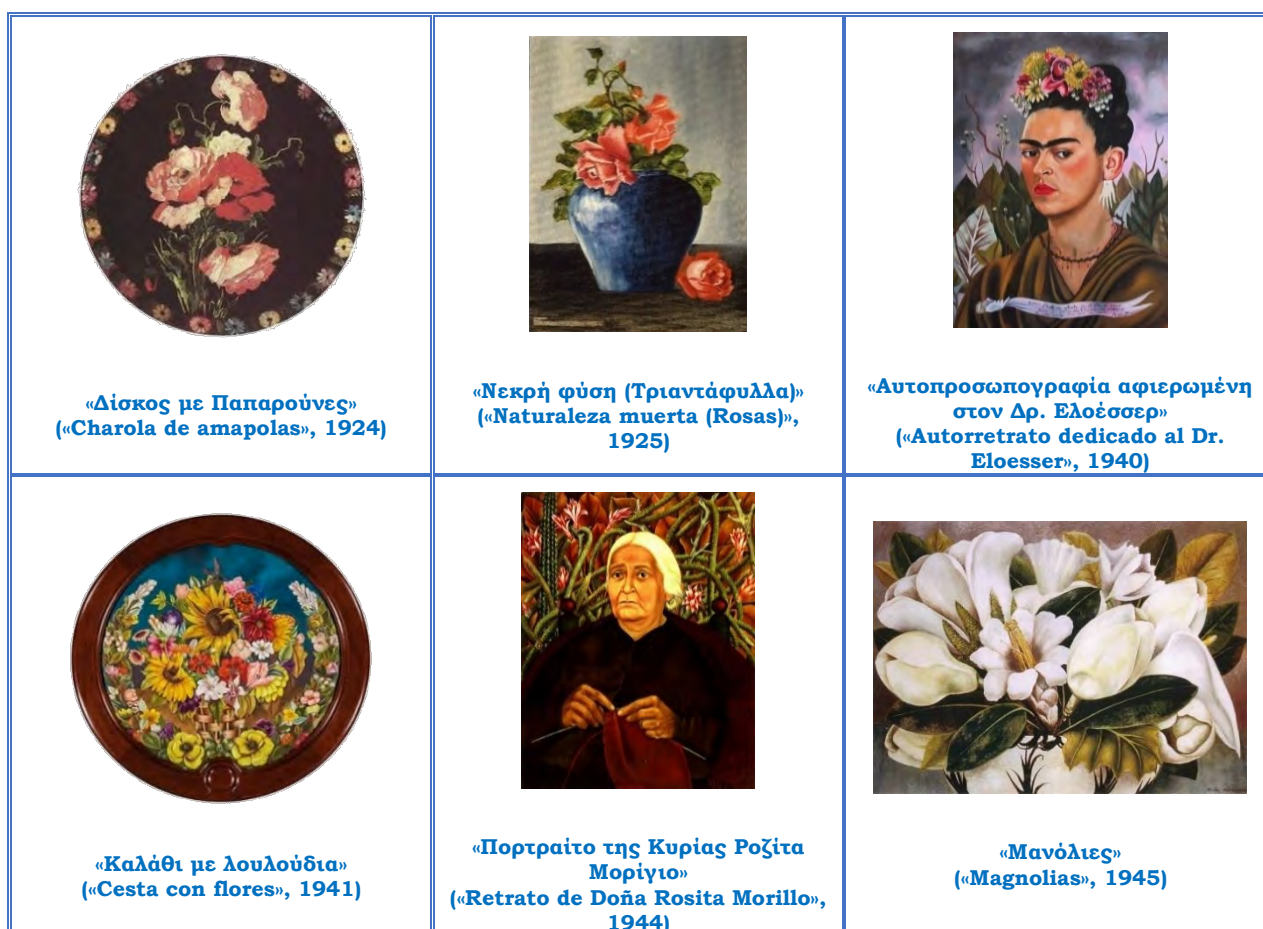 «Δίσκος με Παπαρούνες»
(«Charola de amapolas», 1924)
«Νεκρή φύση (Τριαντάφυλλα)»
(«Naturaleza muerta (Rosas)»,
1925)
«Αυτοπροσωπογραφία αφιερωμένη
στον Δρ. Ελοέσσερ»
(«Autorretrato dedicado al Dr.
Eloesser», 1940)
«Καλάθι με λουλούδια»
(«Cesta con flores», 1941)
«Πορτραίτο της Κυρίας Ροζίτα
Μορίγιο»
(«Retrato de Doña Rosita Morillo»,
1944)
«Μανόλιες»
(«Magnolias», 1945)